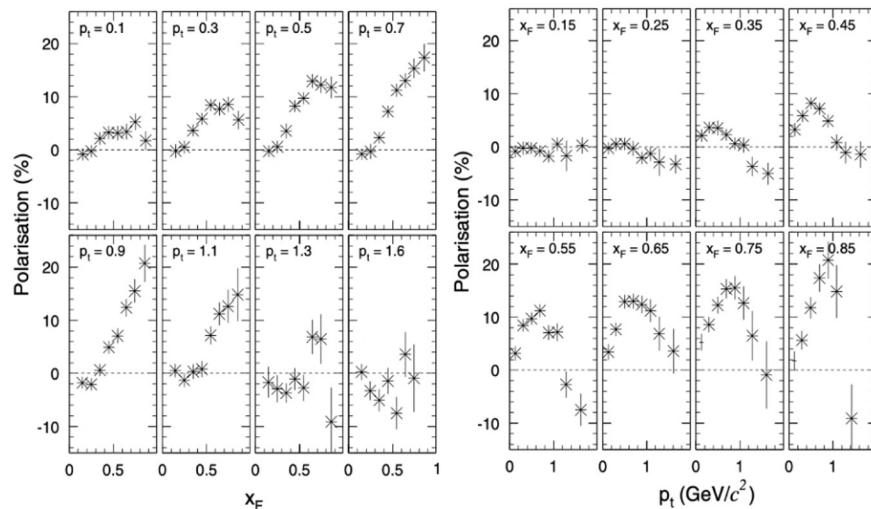 p_t = 0.1 p_t = 0.3 p_t = 0.5 p_t = 0.7
20
10
0
-10
p_t = 0.9 p_t = 1.1 p_t = 1.3 p_t = 1.6
20
10
0
-10
0 0.5 0 0.5 0 0.5 0 0.5 1
x_F
Polarisation (%)
x_F = 0.15 x_F = 0.25 x_F = 0.35 x_F = 0.45
20
10
0
-10
x_F = 0.55 x_F = 0.65 x_F = 0.75 x_F = 0.85
20
10
0
-10
0 1 0 1 0 1 0 1
p_t (GeV/c²)
Polarisation (%)